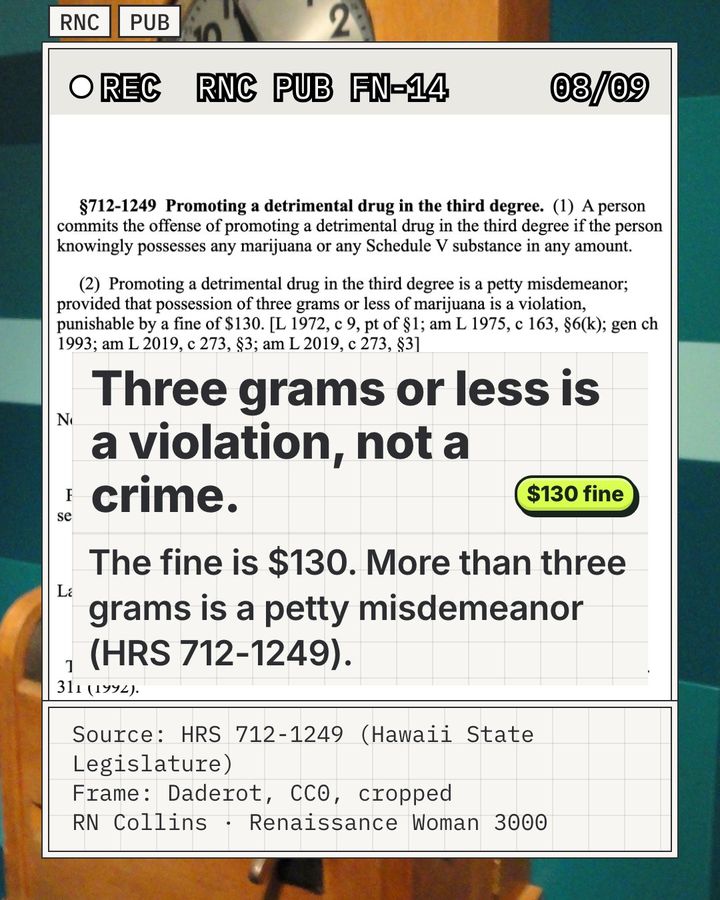 RNC PUB
2
REC RNC PUB FN-14 08/09
§712-1249 Promoting a detrimental drug in the third degree. (1) A person
commits the offense of promoting a detrimental drug in the third degree if the person
knowingly possesses any marijuana or any Schedule V substance in any amount.
(2) Promoting a detrimental drug in the third degree is a petty misdemeanor;
provided that possession of three grams or less of marijuana is a violation,
punishable by a fine of $130. [L 1972, c 9, pt of §1; am L 1975, c 163, §6(k); gen ch
1993; am L 2019, c 273, §3; am L 2019, c 273, §3]
Three grams or less is
a violation, not a
crime.
$130 fine
The fine is $130. More than three
grams is a petty misdemeanor
(HRS 712-1249).
311 (1992).
Source: HRS 712-1249 (Hawaii State
Legislature)
Frame: Daderot, CC0, cropped
RN Collins · Renaissance Woman 3000